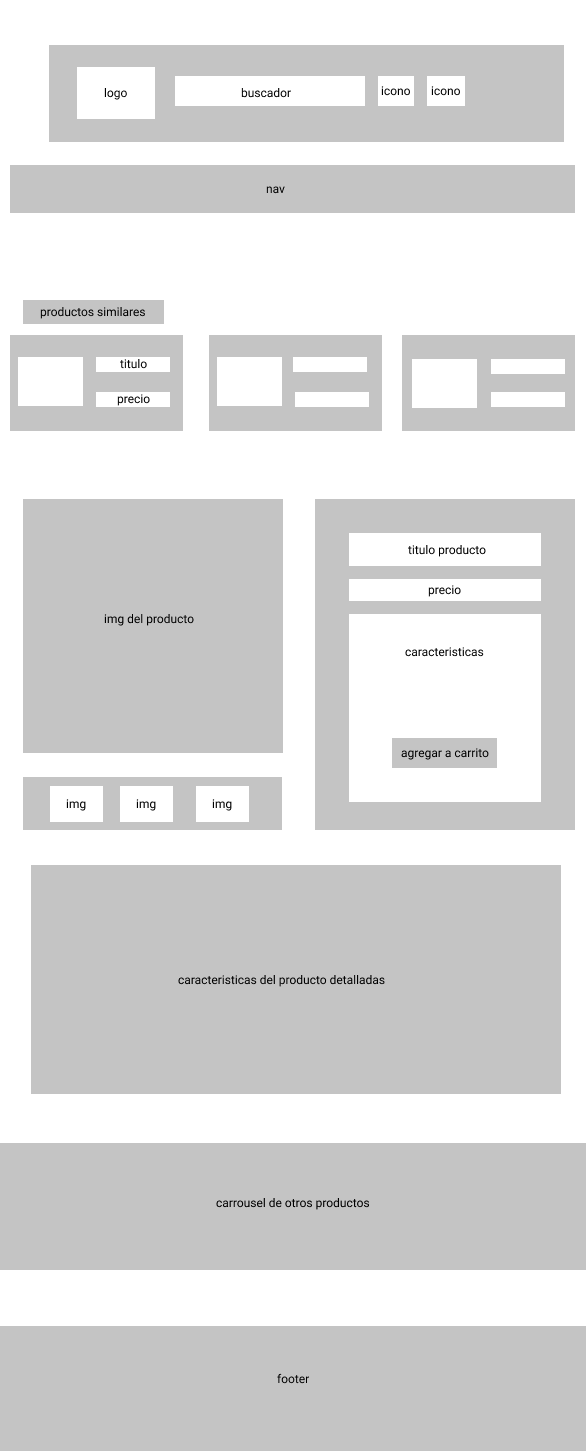 logo
buscador
icono
icono
nav
productos similares
titulo
precio
img del producto
titulo producto
precio
caracteristicas
agregar a carrito
img
img
img
caracteristicas del producto detalladas
carrousel de otros productos
footer